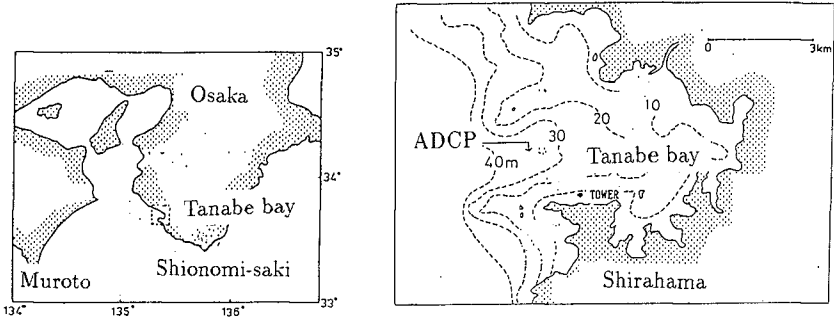 35°
Osaka
34°
Tanabe bay
Muroto
Shionomi-saki
33°
134°
135°
136°
0 3km
10
20
30
ADCP
40m
Tanabe bay
TOWER
Shirahama